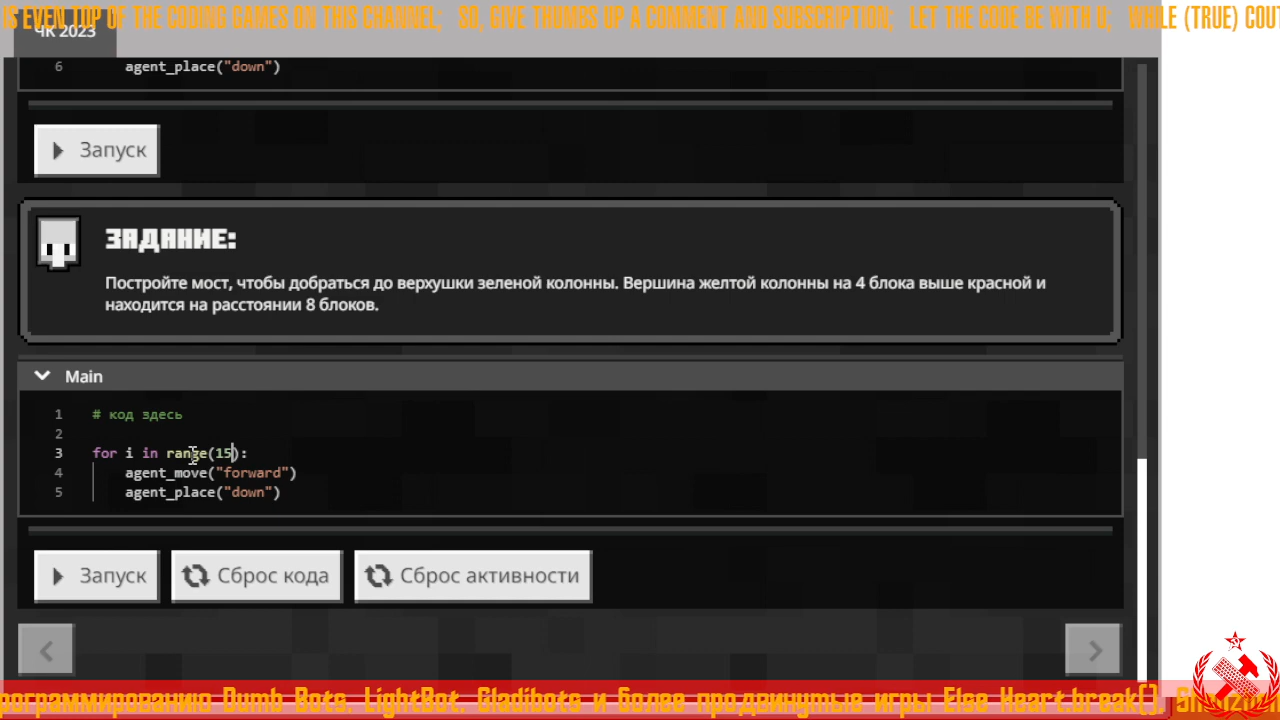 IS EVEN TOP OF THE CODING GAMES ON THIS CHANNEL; SO, GIVE THUMBS UP A COMMENT AND SUBSCRIPTION; LET THE CODE BE WITH U; WHILE (TRUE) COUT
ЧК 2023
6 agent_place("down")
Запуск
ЗАДАНИЕ:
Постройте мост, чтобы добраться до верхушки зеленой колонны. Вершина желтой колонны на 4 блока выше красной и
находится на расстоянии 8 блоков.
Main
1 # код здесь
2
3 for i in range(15):
4 agent_move("forward")
5 agent_place("down")
Запуск Сброс кода Сброс активности
рограммированию Dumb Bots, LightBot, Gladibots и более продвинутые игры Else Heart.break(),